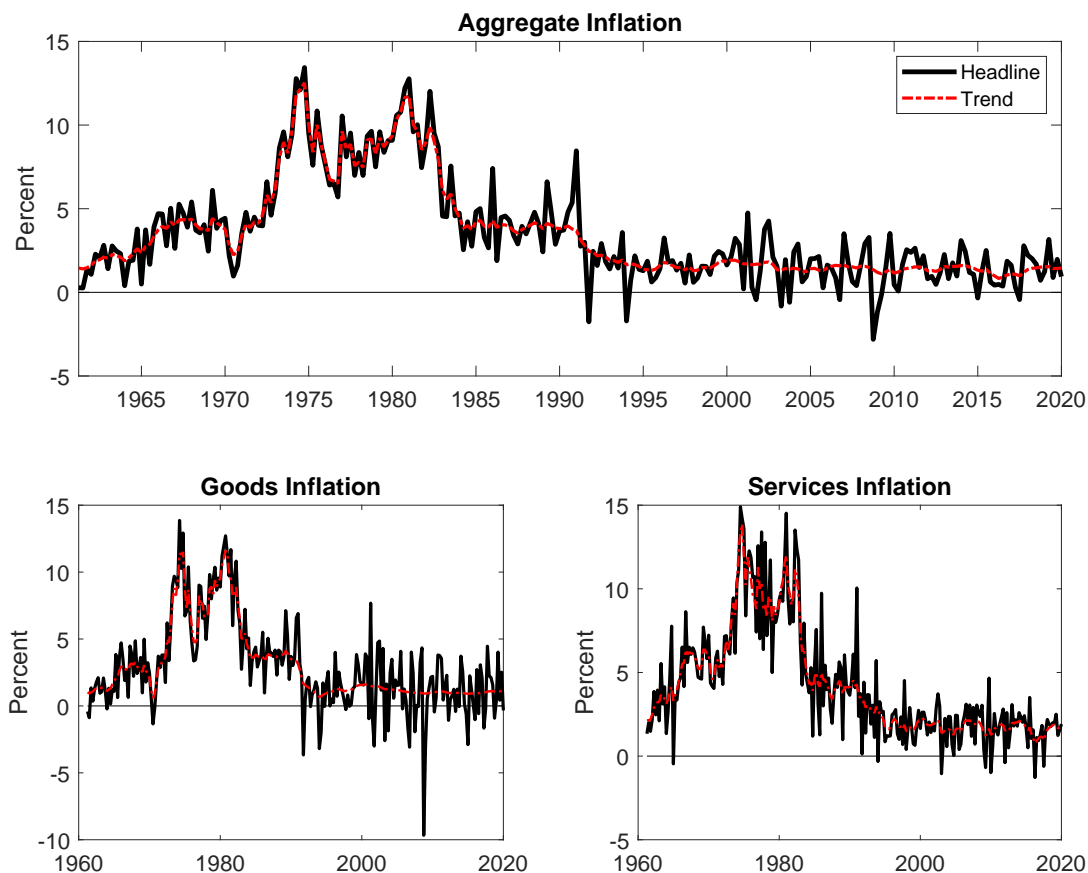 Aggregate Inflation
15
10
5
0
-5
Percent
Headline
Trend
1965 1970 1975 1980 1985 1990 1995 2000 2005 2010 2015 2020
Goods Inflation
15
10
5
0
-5
-10
Percent
1960 1980 2000 2020
Services Inflation
15
10
5
0
-5
Percent
1960 1980 2000 2020